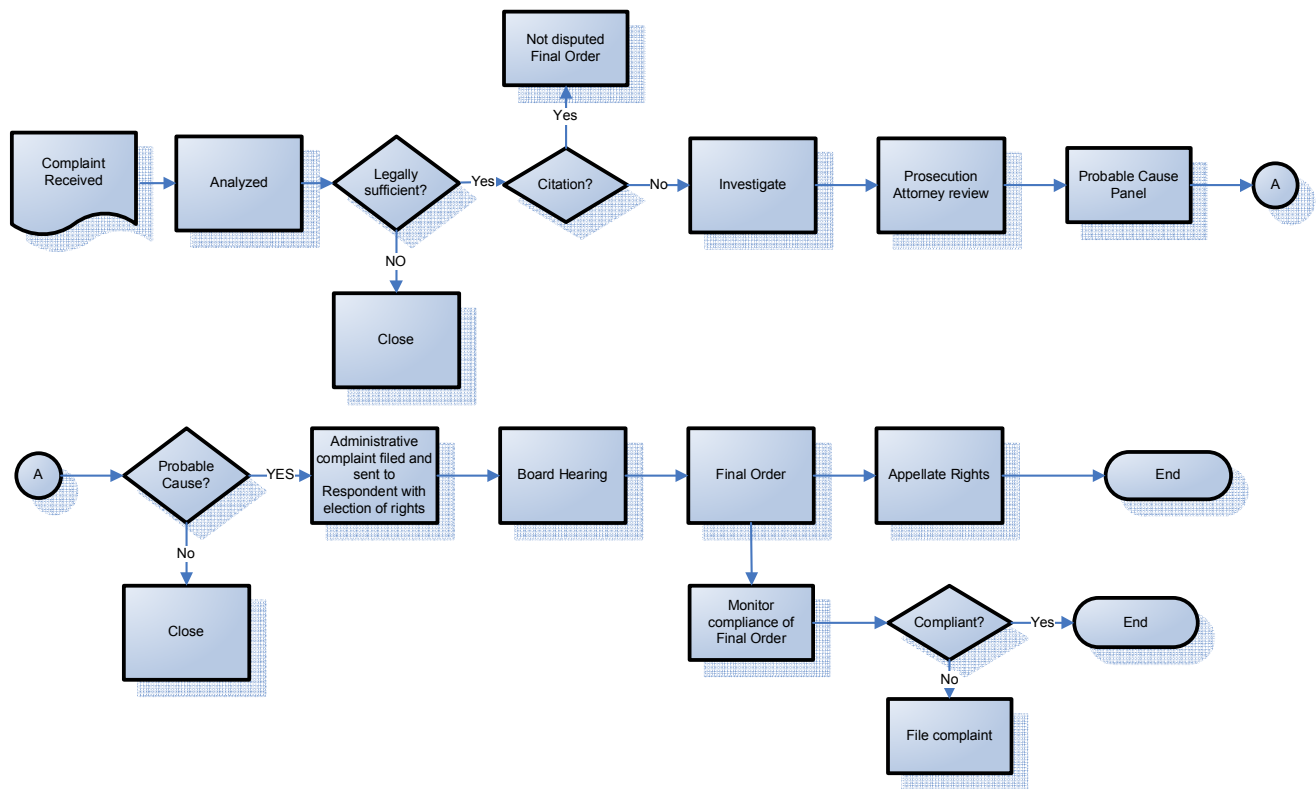 Not disputed
Final Order
Yes
Complaint
Received
Analyzed
Legally
sufficient?
Yes
Citation?
No
Investigate
Prosecution
Attorney review
Probable Cause
Panel
A
NO
Close
A
Probable
Cause?
YES
Administrative
complaint filed and
sent to
Respondent with
election of rights
Board Hearing
Final Order
Appellate Rights
End
No
Close
Monitor
compliance of
Final Order
Compliant?
Yes
End
No
File complaint